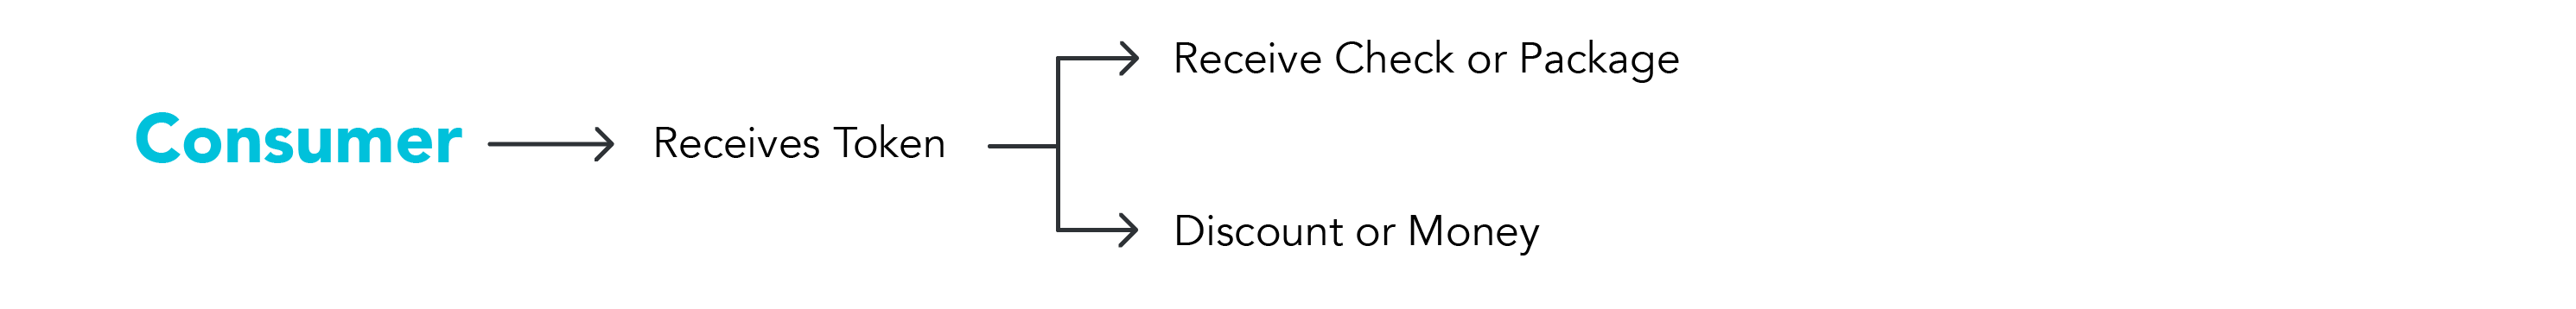 Consumer
Receives Token
Receive Check or Package
Discount or Money